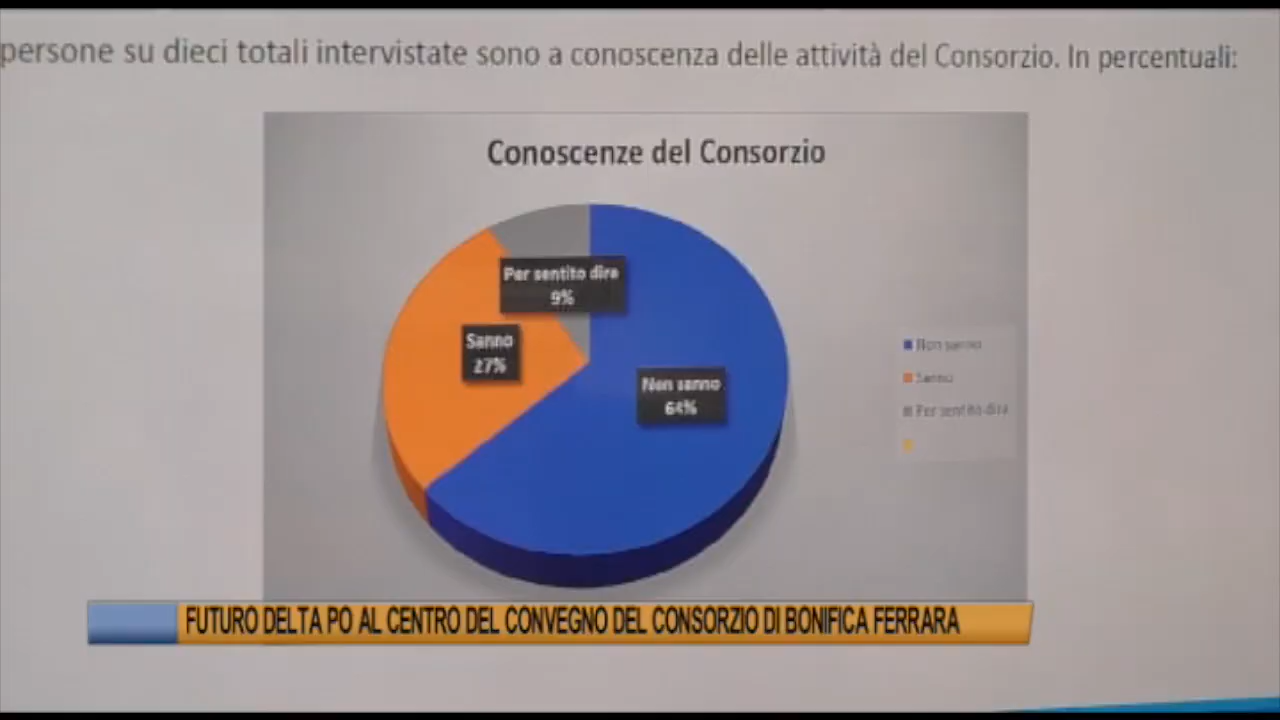 persone su dieci totali intervistate sono a conoscenza delle attività del Consorzio. In percentuali:
Conoscenze del Consorzio
Per sentito dire
9%
Sanno
27%
Non sanno
64%
Non sanno
Sanno
Per sentito dire
FUTURO DELTA PO AL CENTRO DEL CONVEGNO DEL CONSORZIO DI BONIFICA FERRARA